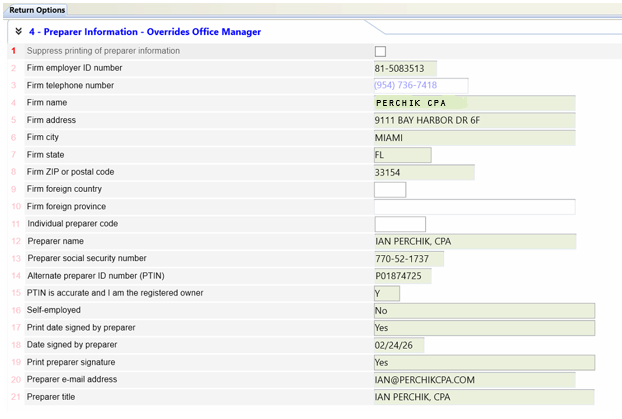 Return Options
4 - Preparer Information - Overrides Office Manager
1 Suppress printing of preparer information
2 Firm employer ID number 81-5083513
3 Firm telephone number (954) 736-7418
4 Firm name PERCHIK CPA
5 Firm address 9111 BAY HARBOR DR 6F
6 Firm city MIAMI
7 Firm state FL
8 Firm ZIP or postal code 33154
9 Firm foreign country
10 Firm foreign province
11 Individual preparer code
12 Preparer name IAN PERCHIK, CPA
13 Preparer social security number 770-52-1737
14 Alternate preparer ID number (PTIN) P01874725
15 PTIN is accurate and I am the registered owner Y
16 Self-employed No
17 Print date signed by preparer Yes
18 Date signed by preparer 02/24/26
19 Print preparer signature Yes
20 Preparer e-mail address IAN@PERCHIKCPA.COM
21 Preparer title IAN PERCHIK, CPA